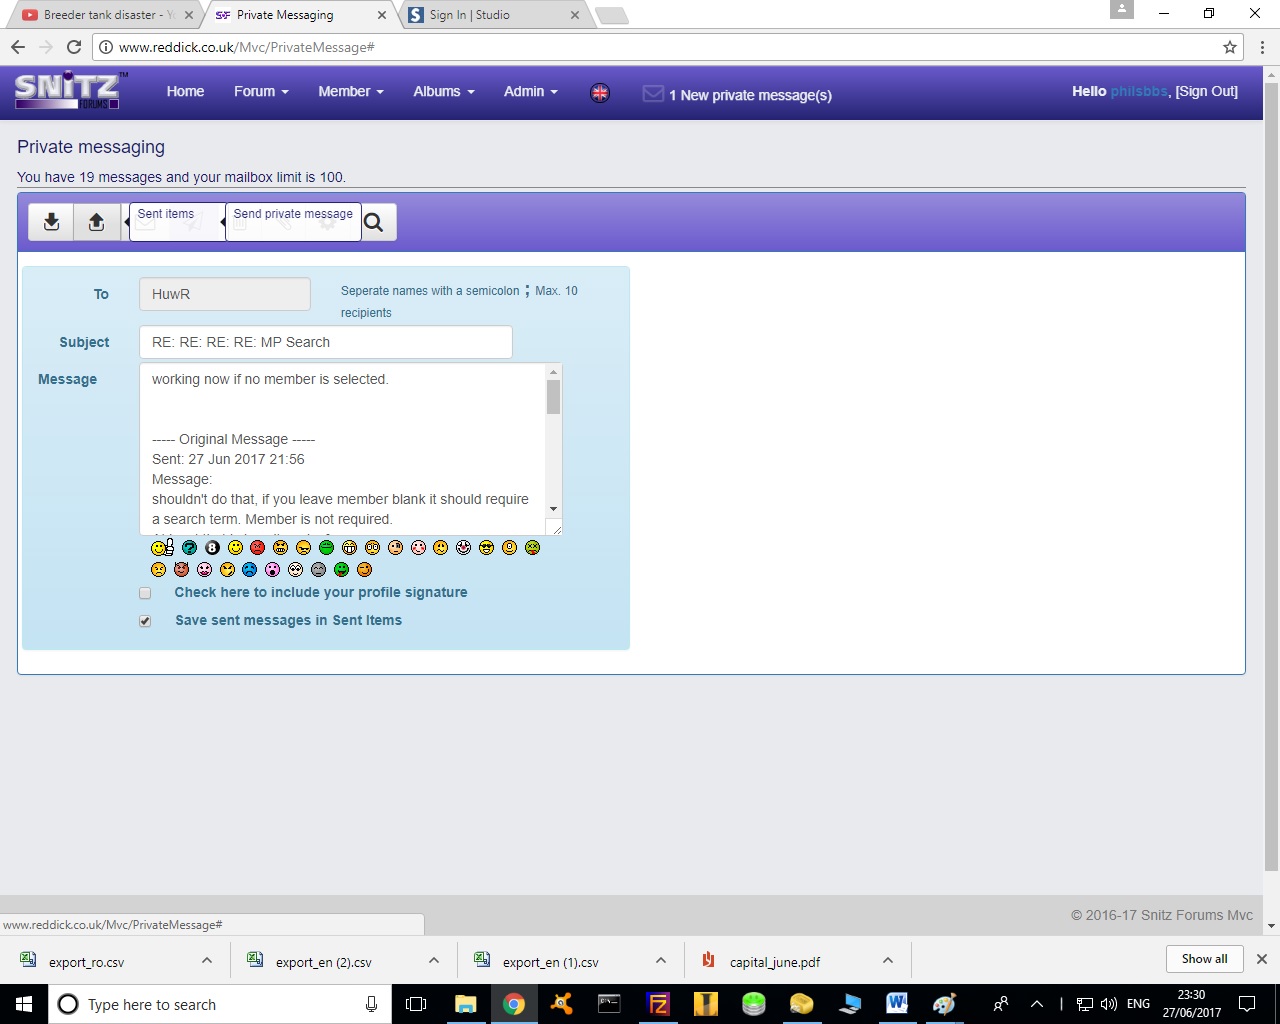 Breeder tank disaster - Yo
Private Messaging
Sign In | Studio
www.reddick.co.uk/Mvc/PrivateMessage#
SNiTZ™
FORUMS
Home
Forum
Member
Albums
Admin
1 New private message(s)
Hello philsbbs, [Sign Out]
Private messaging
You have 19 messages and your mailbox limit is 100.
Sent items
Send private message
To
HuwR
Seperate names with a semicolon ; Max. 10
recipients
Subject
RE: RE: RE: RE: MP Search
Message
working now if no member is selected.
----- Original Message -----
Sent: 27 Jun 2017 21:56
Message:
shouldn't do that, if you leave member blank it should require
a search term. Member is not required.
Check here to include your profile signature
Save sent messages in Sent Items
© 2016-17 Snitz Forums Mvc
www.reddick.co.uk/Mvc/PrivateMessage#
export_ro.csv
export_en (2).csv
export_en (1).csv
capital_june.pdf
Show all
Type here to search
ENG
23:30
27/06/2017